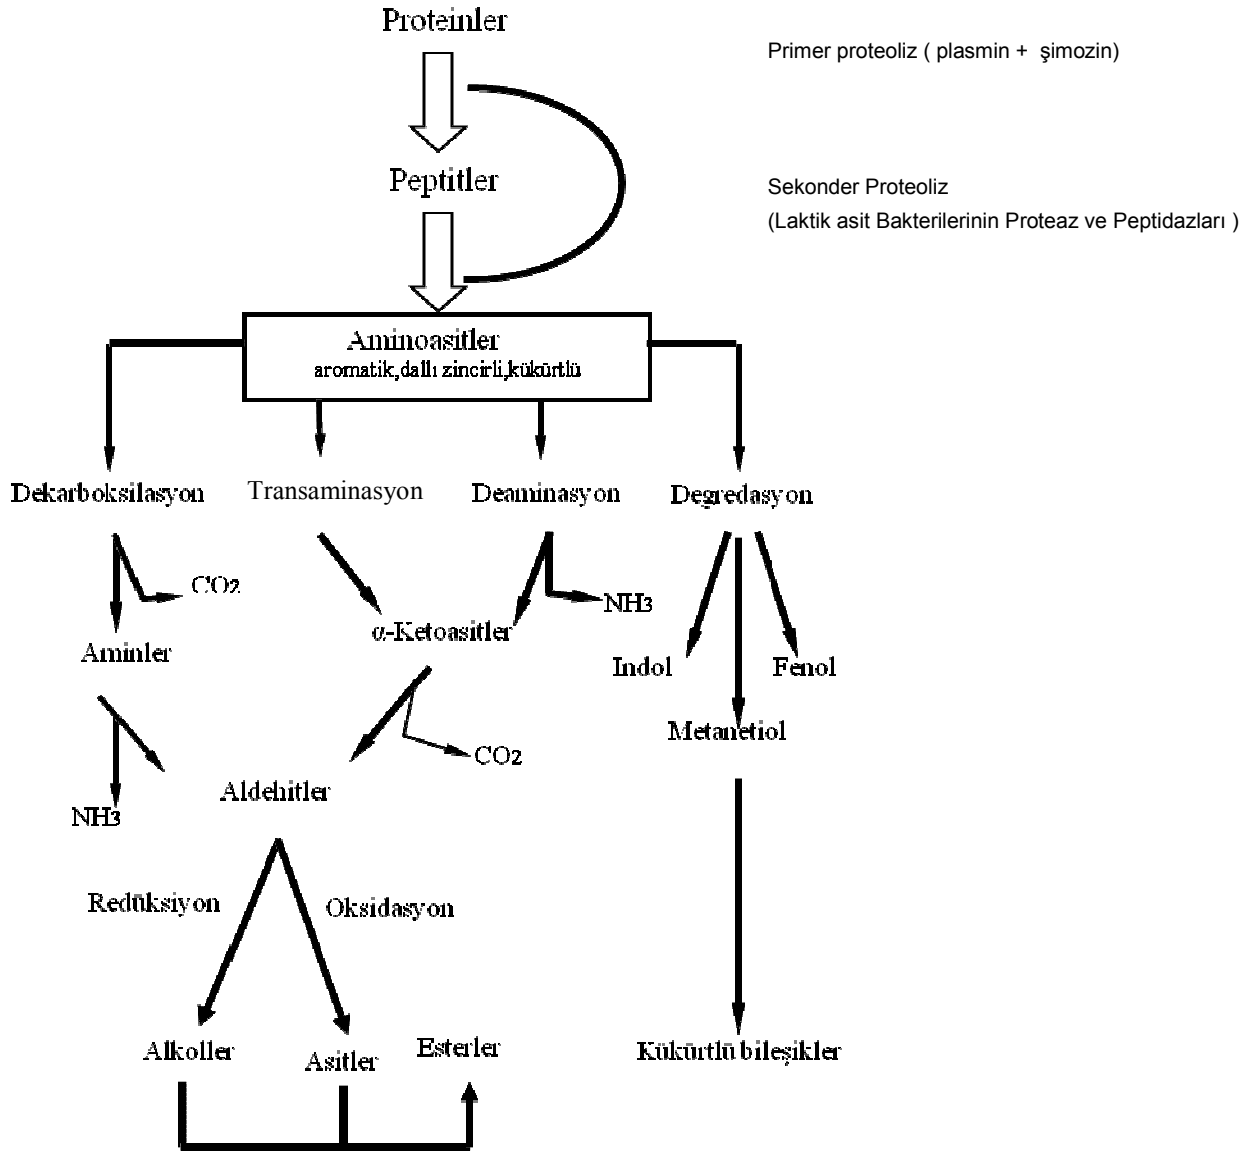 Proteinler
Primer proteoliz ( plasmin + şimozin)
Peptitler
Sekonder Proteoliz
(Laktik asit Bakterilerinin Proteaz ve Peptidazları )
Aminoasitler
aromatik,dallı zincirli,kükürtlü
Dekarboksilasyon
Transaminasyon
Deaminasyon
Degredasyon
CO2
NH3
α-Ketoasitler
Aminler
Indol
Fenol
Metanetiol
CO2
Aldehitler
NH3
Redüksiyon
Oksidasyon
Alkoller
Asitler
Esterler
Kükürtlü bileşikler